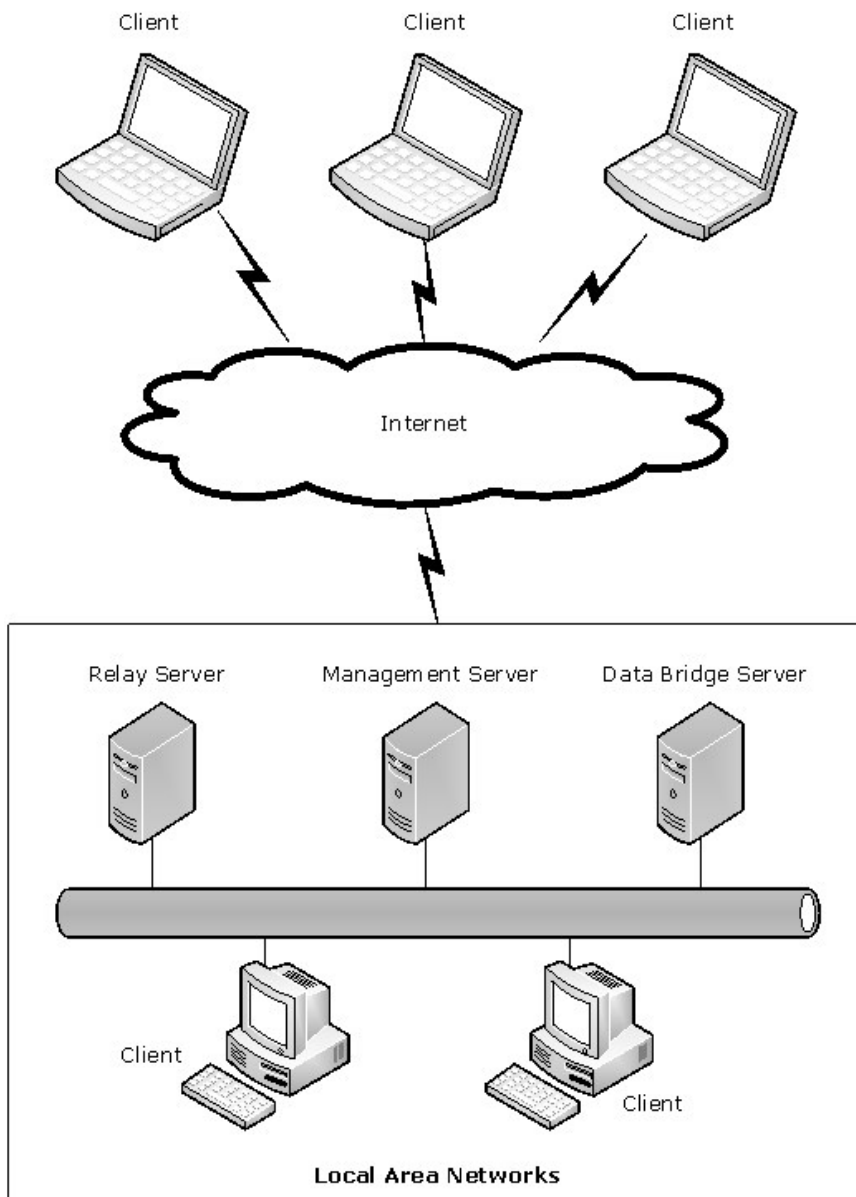 Client
Client
Client
Internet
Relay Server
Management Server
Data Bridge Server
Client
Client
Local Area Networks